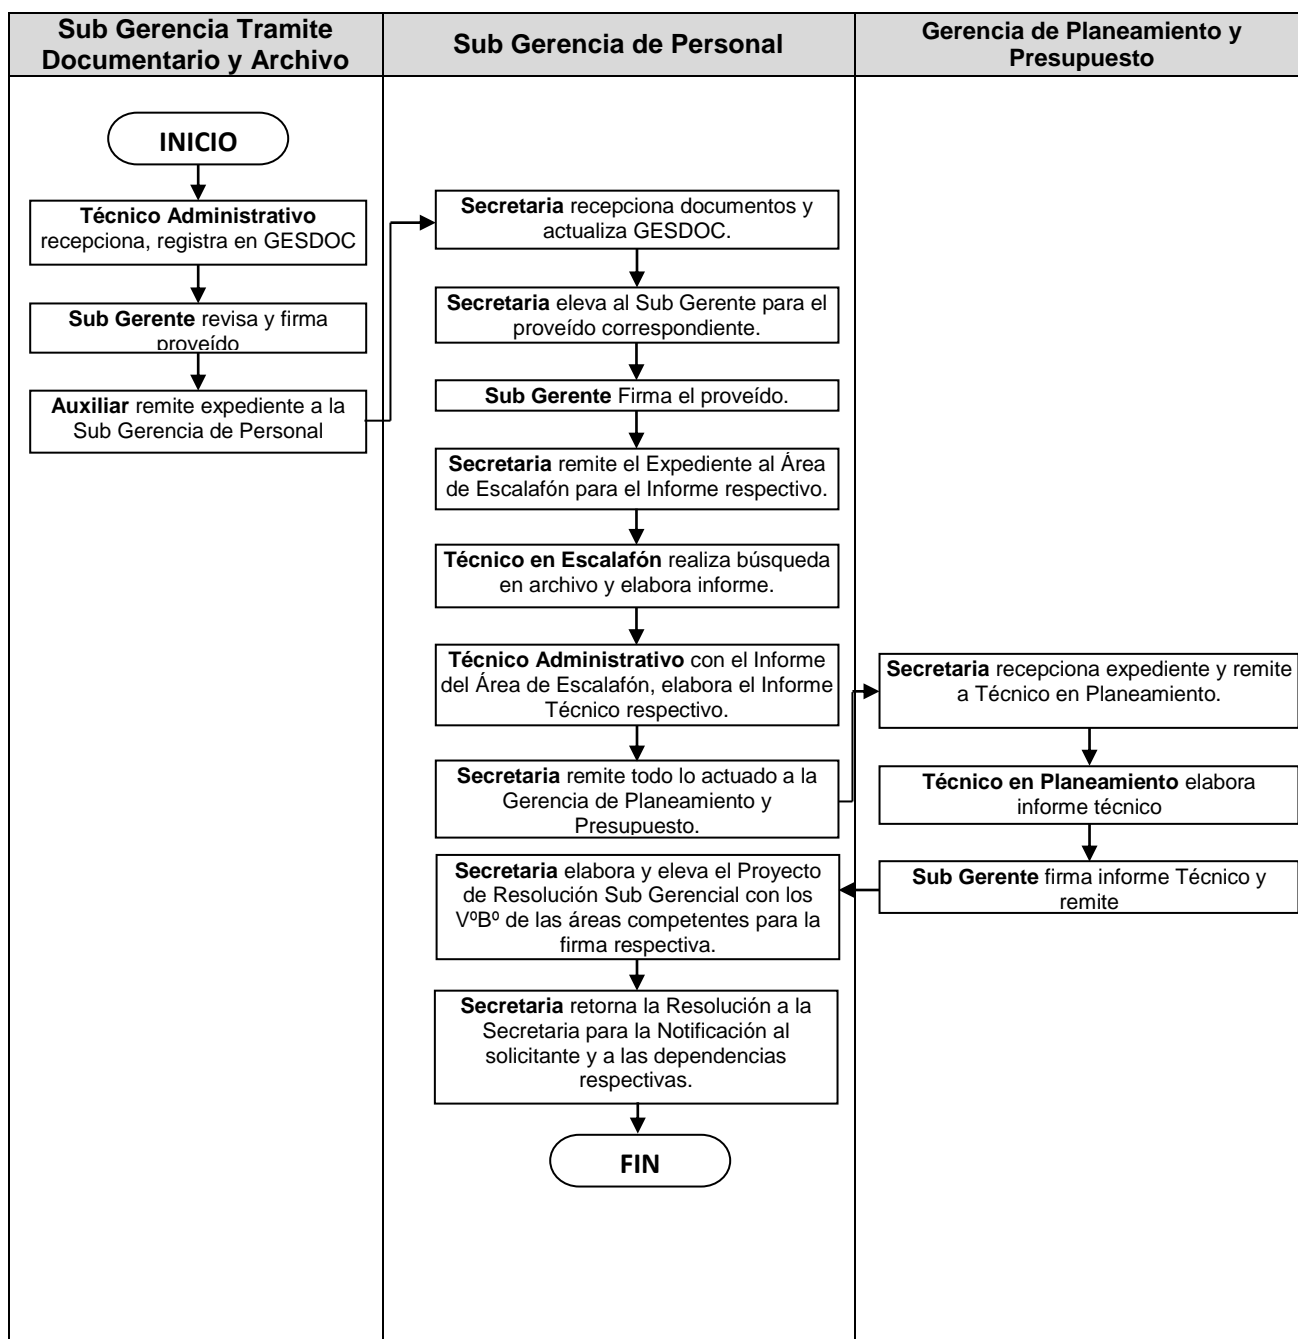 Sub Gerencia Tramite
Documentario y Archivo
Sub Gerencia de Personal
Gerencia de Planeamiento y
Presupuesto
INICIO
Técnico Administrativo
recepciona, registra en GESDOC
Sub Gerente revisa y firma
proveído
Auxiliar remite expediente a la
Sub Gerencia de Personal
Secretaria recepciona documentos y
actualiza GESDOC.
Secretaria eleva al Sub Gerente para el
proveído correspondiente.
Sub Gerente Firma el proveído.
Secretaria remite el Expediente al Área
de Escalafón para el Informe respectivo.
Técnico en Escalafón realiza búsqueda
en archivo y elabora informe.
Técnico Administrativo con el Informe
del Área de Escalafón, elabora el Informe
Técnico respectivo.
Secretaria remite todo lo actuado a la
Gerencia de Planeamiento y
Presupuesto.
Secretaria recepciona expediente y remite
a Técnico en Planeamiento.
Técnico en Planeamiento elabora
informe técnico
Sub Gerente firma informe Técnico y
remite
Secretaria elabora y eleva el Proyecto
de Resolución Sub Gerencial con los
VºBº de las áreas competentes para la
firma respectiva.
Secretaria retorna la Resolución a la
Secretaria para la Notificación al
solicitante y a las dependencias
respectivas.
FIN